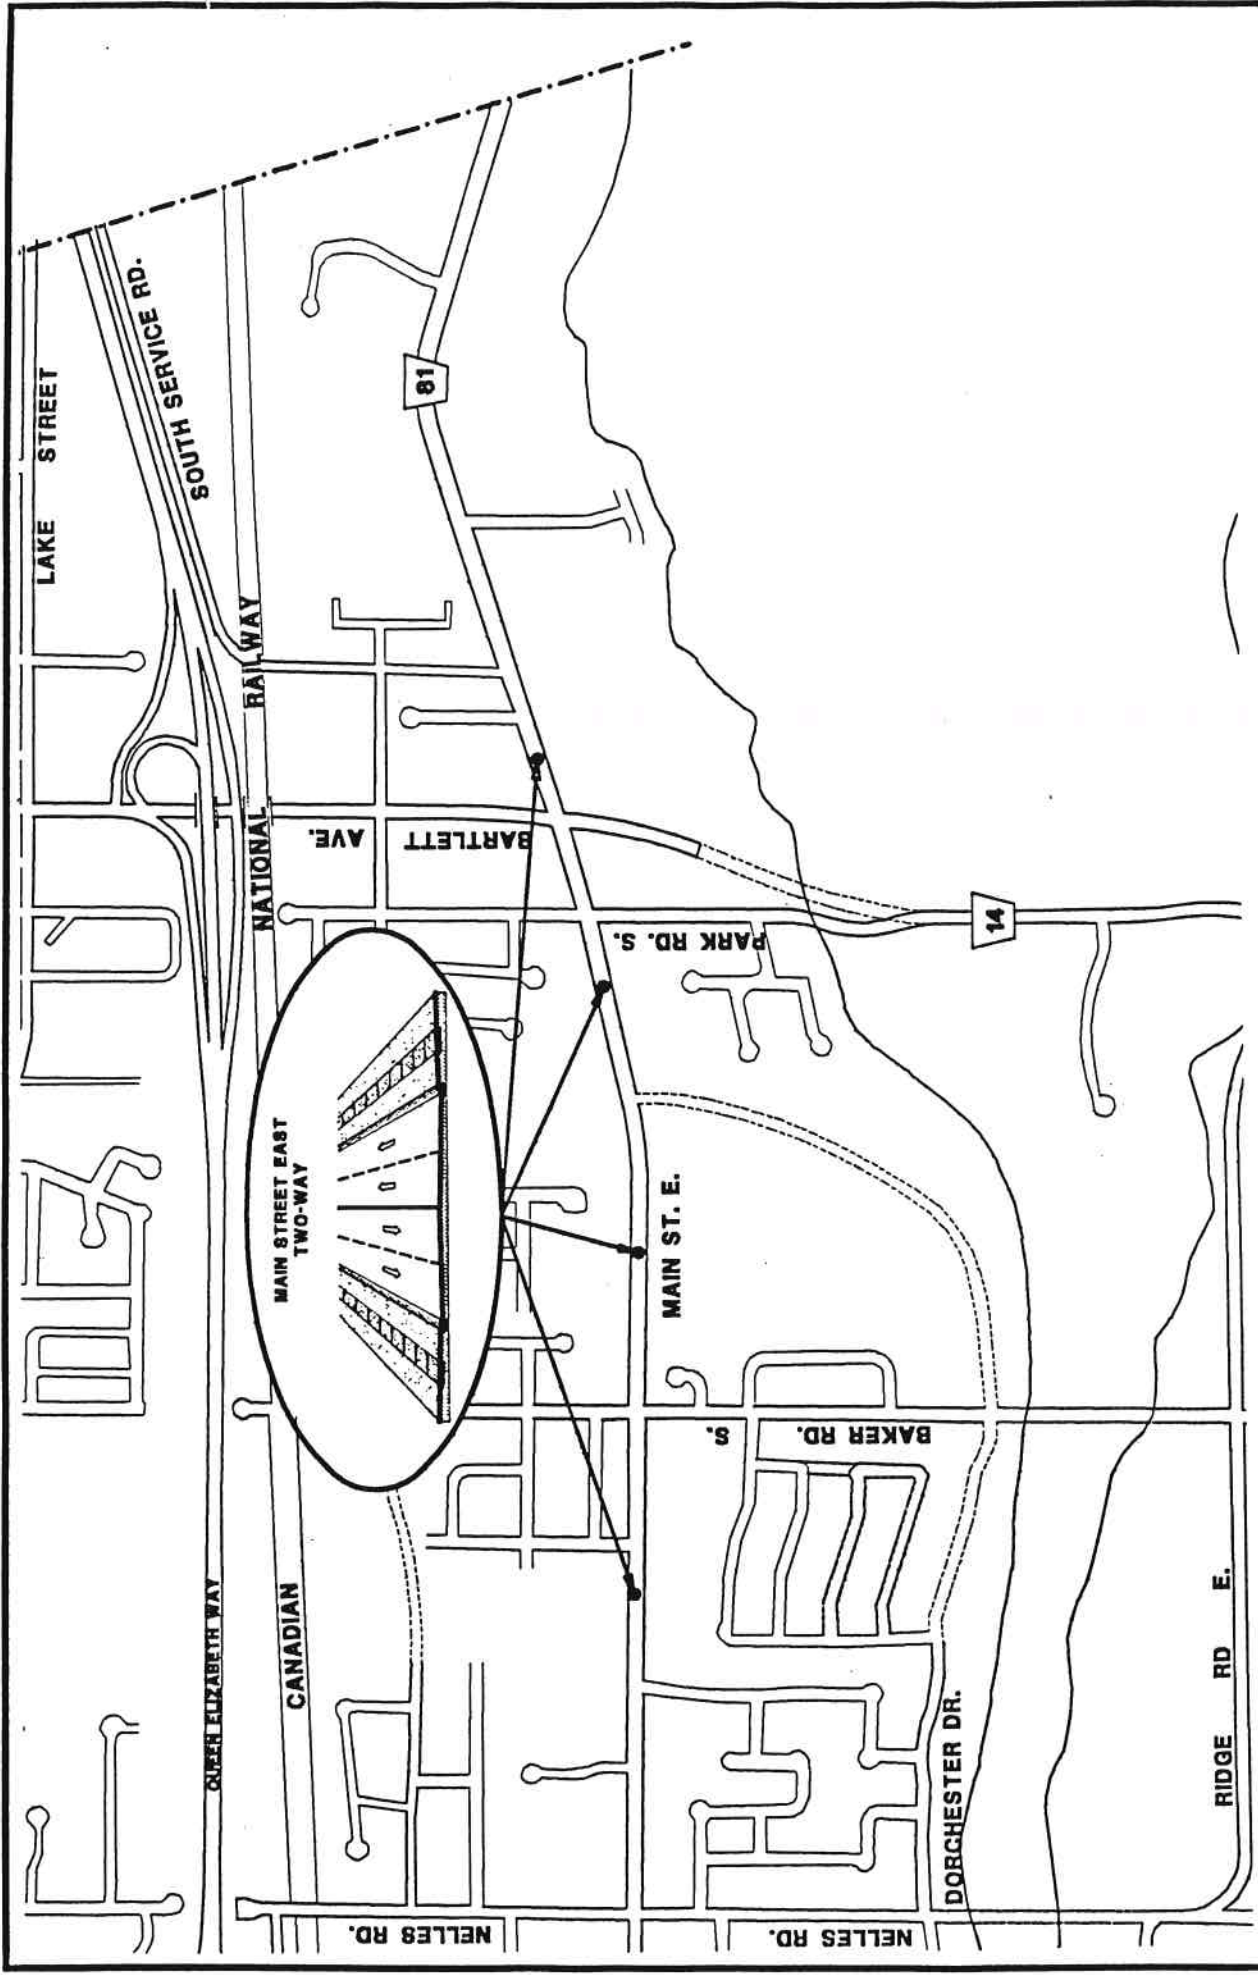 LAKE STREET
SOUTH SERVICE RD.
QUEEN ELIZABETH WAY
CANADIAN NATIONAL RAILWAY
MAIN STREET EAST
TWO-WAY
81
BARTLETT AVE.
PARK RD. S.
14
MAIN ST. E.
BAKER RD. S.
NELLES RD.
NELLES RD.
DORCHESTER DR.
RIDGE RD E.